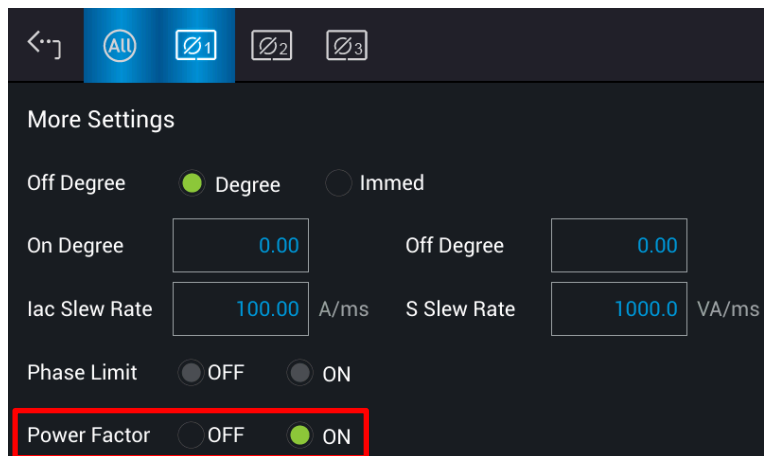 All Ø1 Ø2 Ø3
More Settings
Off Degree Degree Immed
On Degree 0.00 Off Degree 0.00
Iac Slew Rate 100.00 A/ms S Slew Rate 1000.0 VA/ms
Phase Limit OFF ON
Power Factor OFF ON